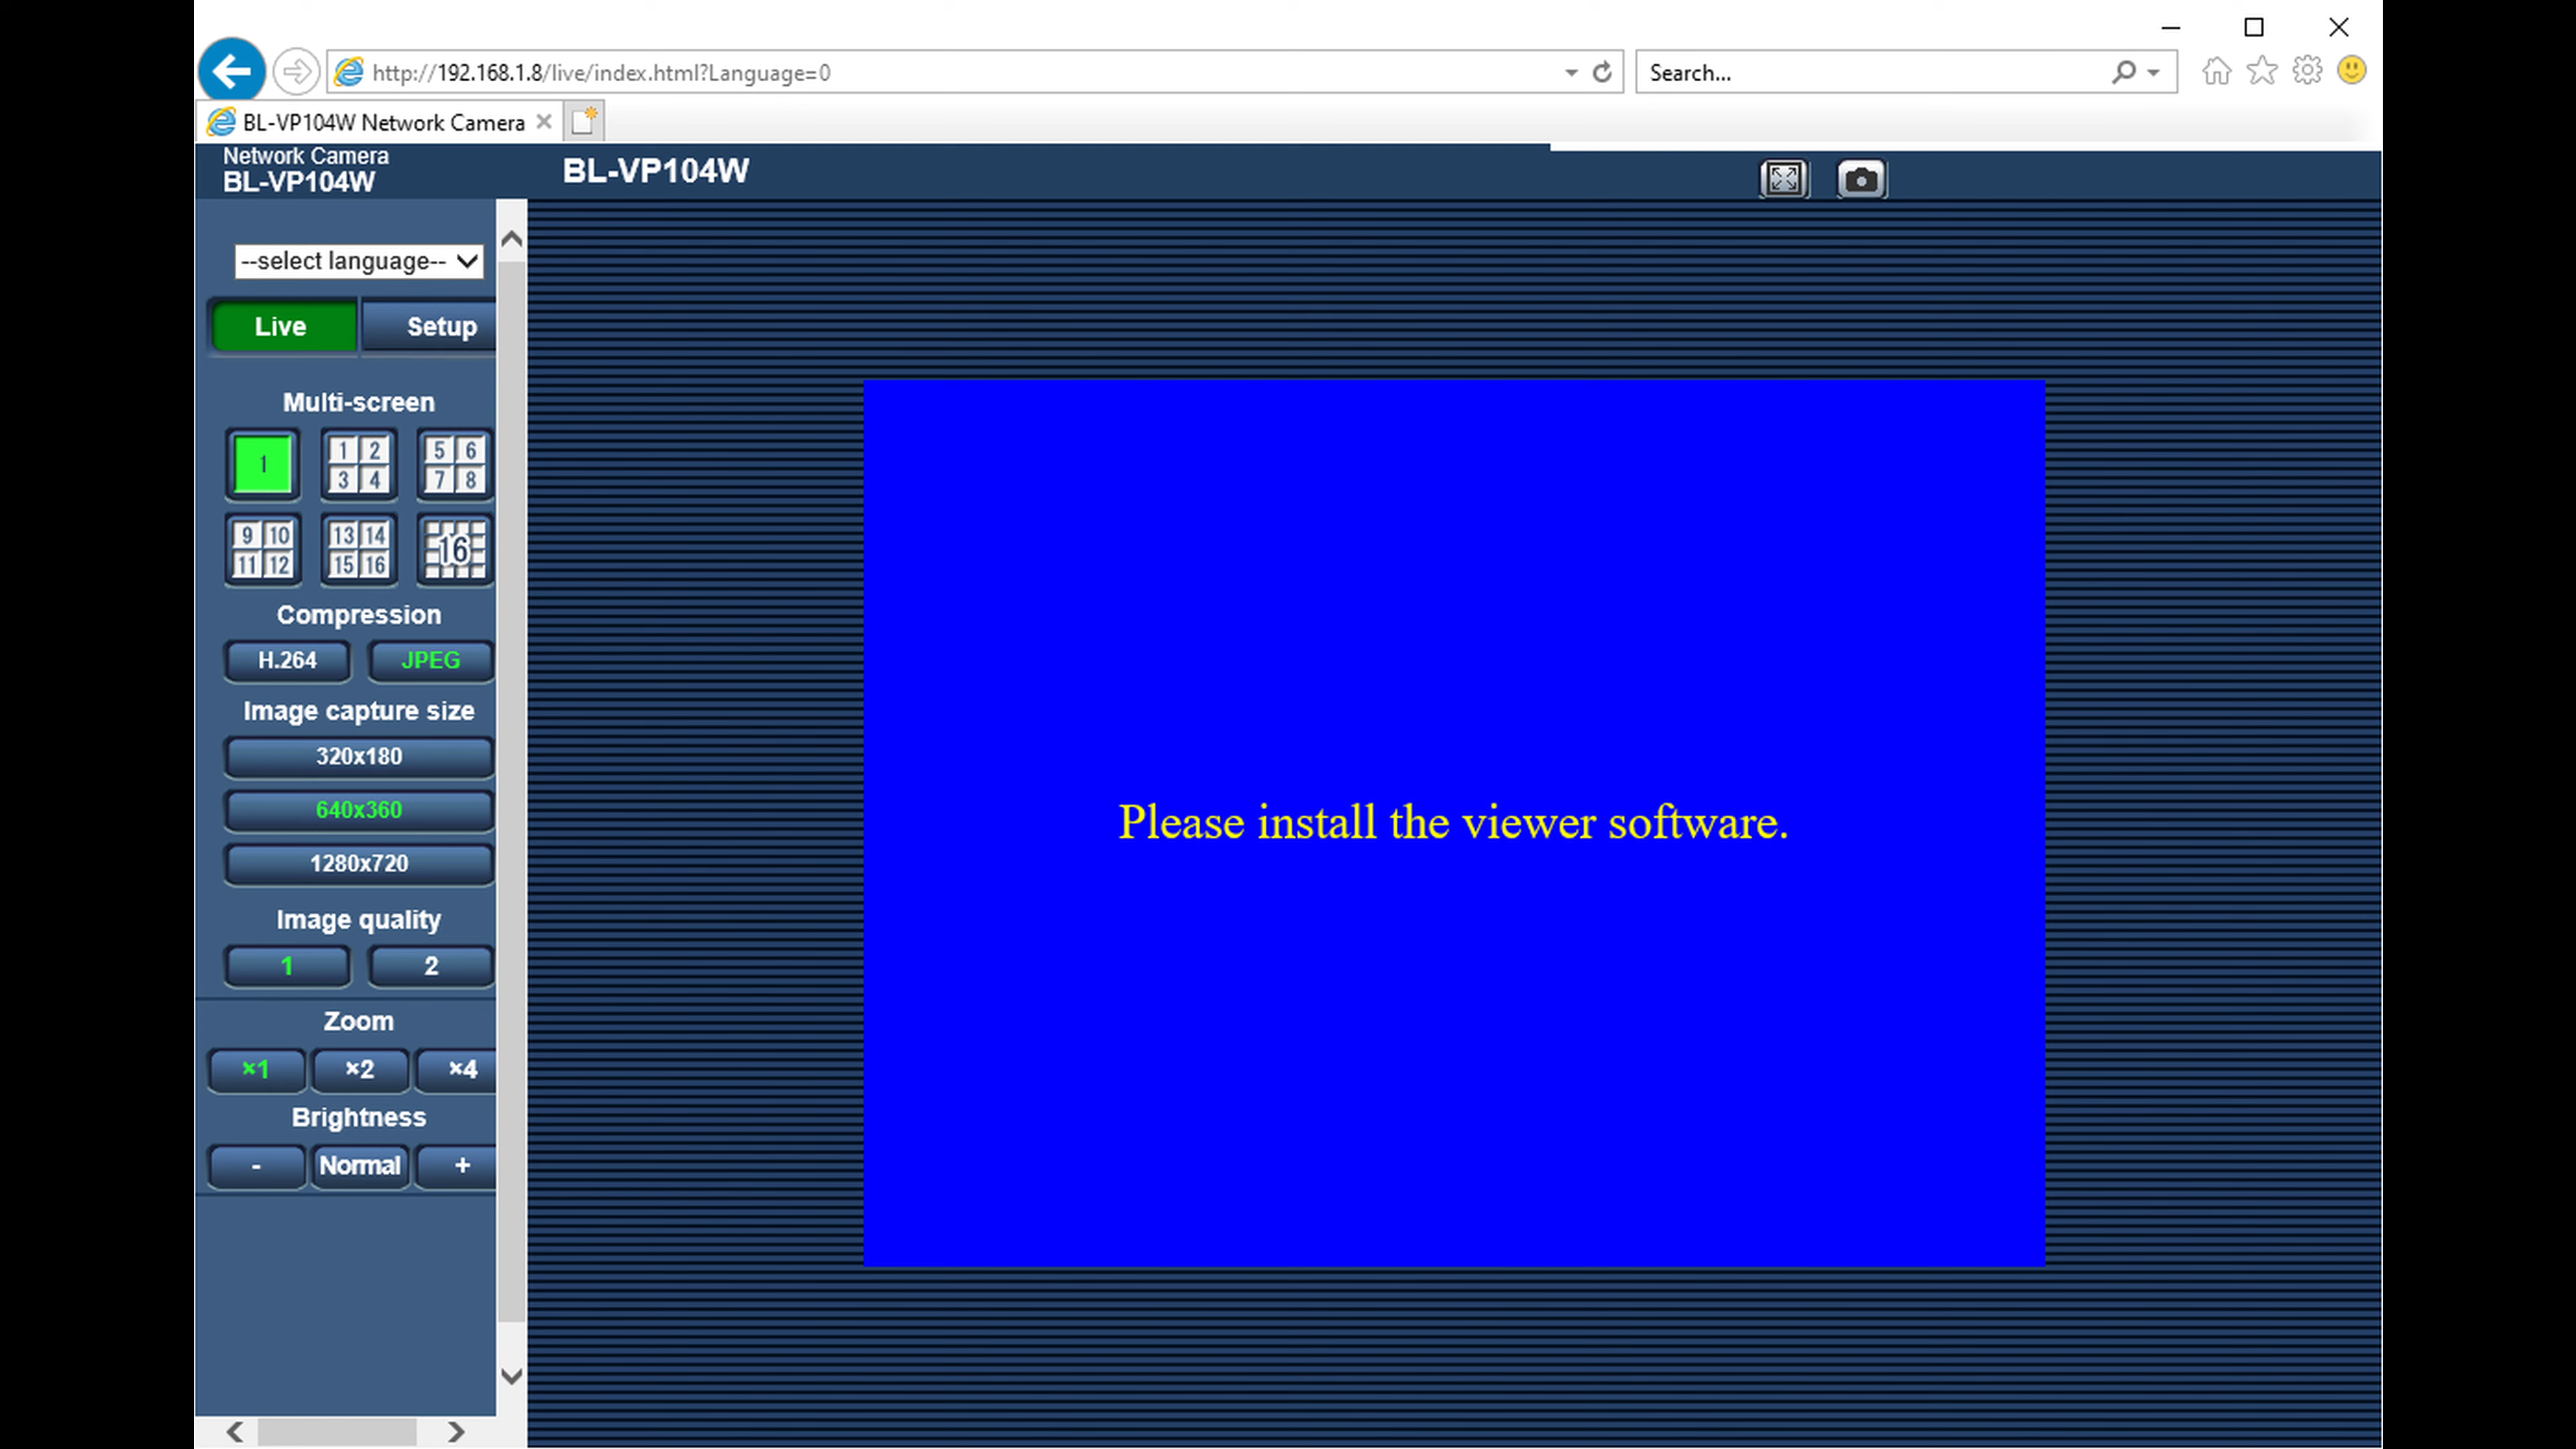 http://192.168.1.8/live/index.html?Language=0
Search...
BL-VP104W Network Camera
Network Camera
BL-VP104W
BL-VP104W
--select language--
Live Setup
Multi-screen
1
1 2
3 4
5 6
7 8
9 10
11 12
13 14
15 16
16
Compression
H.264 JPEG
Image capture size
320x180
640x360
1280x720
Image quality
1 2
Zoom
×1 ×2 ×4
Brightness
- Normal +
Please install the viewer software.